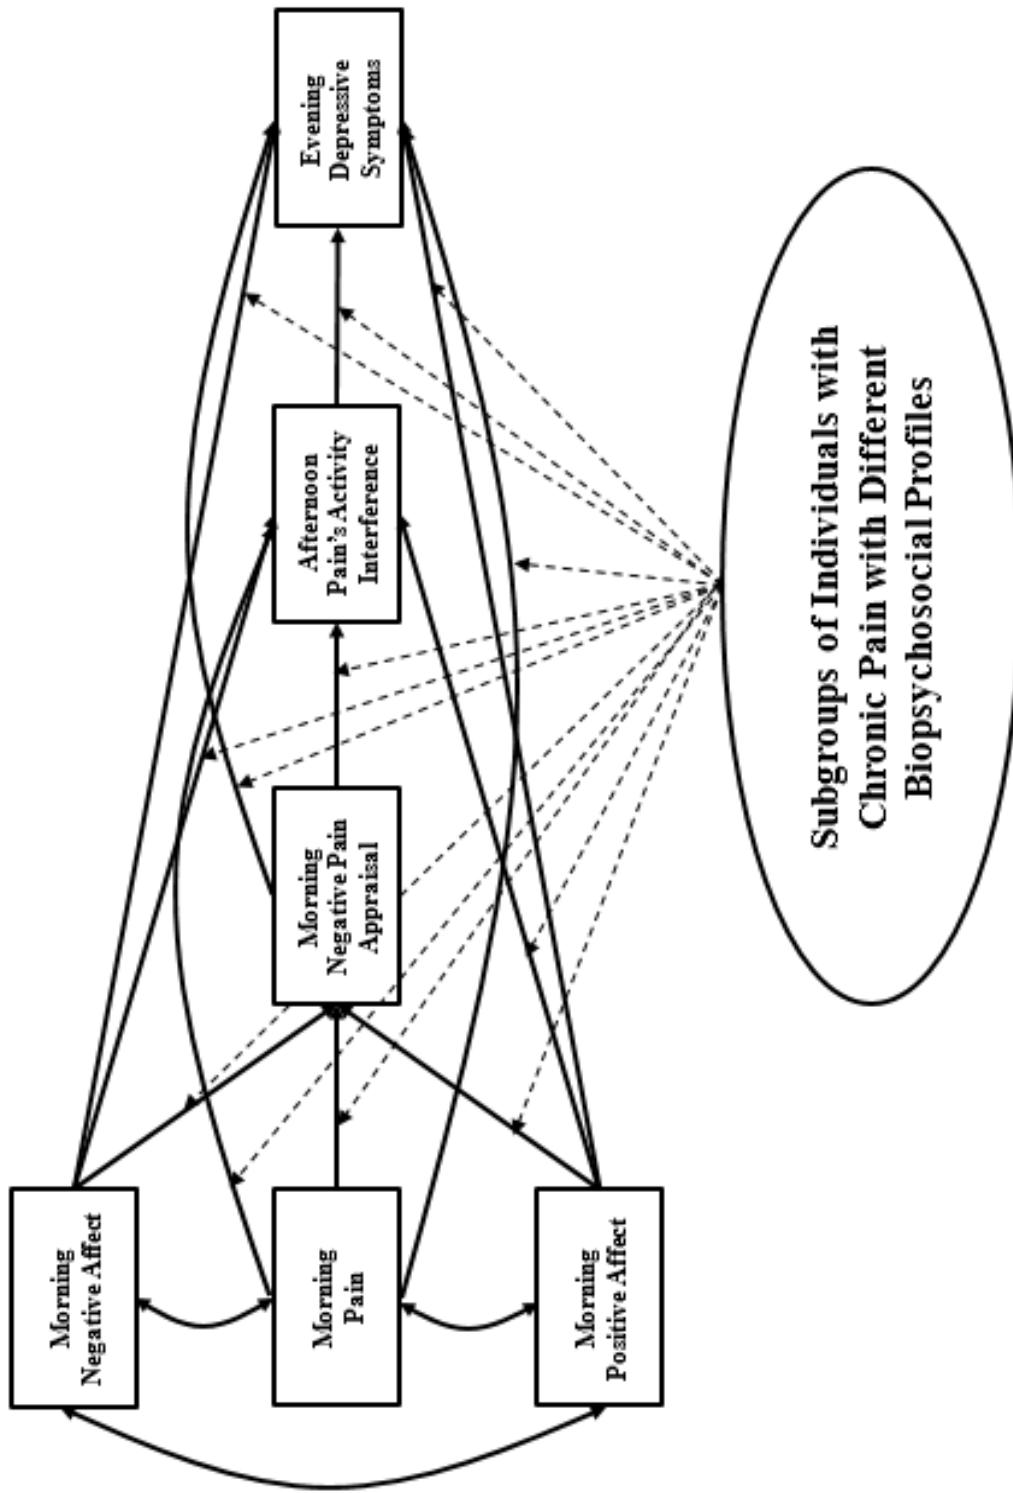 Morning
Negative Affect
Morning
Pain
Morning
Positive Affect
Morning
Negative Pain
Appraisal
Afternoon
Pain's Activity
Interference
Evening
Depressive
Symptoms
Subgroups of Individuals with
Chronic Pain with Different
Biopsychosocial Profiles